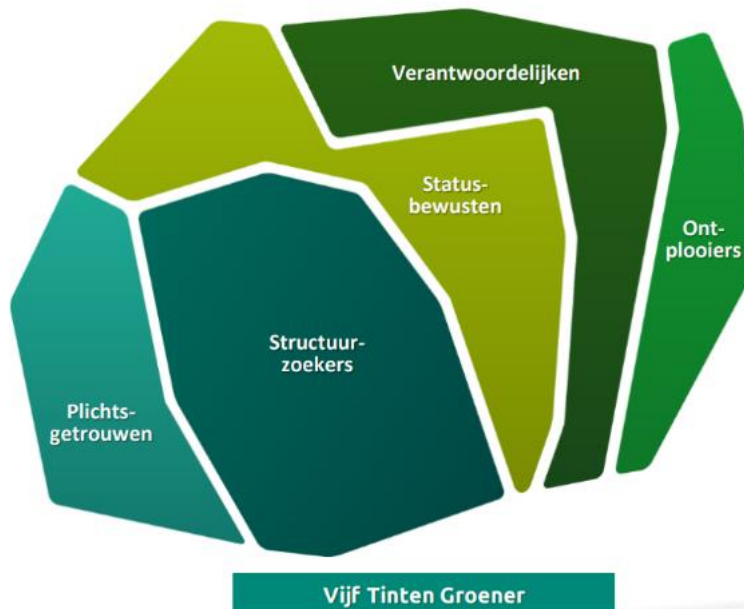 Verantwoordelijken
Status-
bewusten
Ont-
plooiers
Structuur-
zoekers
Plichts-
getrouwen
Vijf Tinten Groener